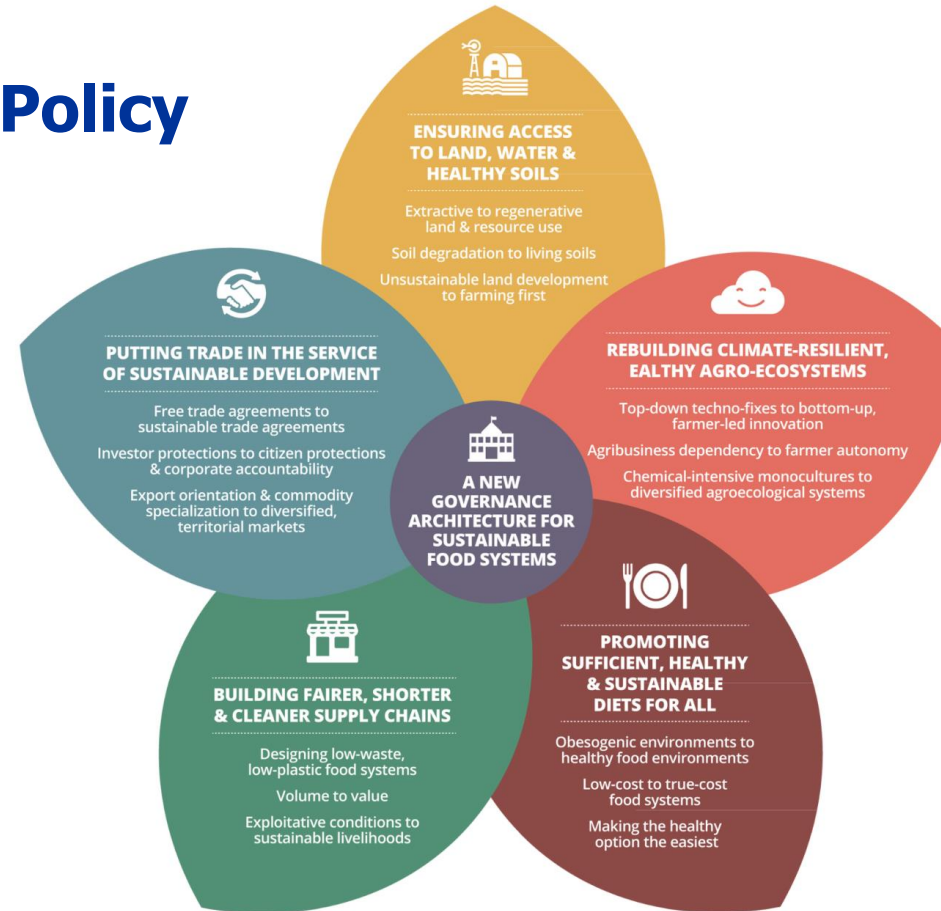 Policy
ENSURING ACCESS
TO LAND, WATER &
HEALTHY SOILS
Extractive to regenerative
land & resource use
Soil degradation to living soils
Unsustainable land development
to farming first
PUTTING TRADE IN THE SERVICE
OF SUSTAINABLE DEVELOPMENT
Free trade agreements to
sustainable trade agreements
Investor protections to citizen protections
& corporate accountability
Export orientation & commodity
specialization to diversified,
territorial markets
REBUILDING CLIMATE-RESILIENT,
EALTHY AGRO-ECOSYSTEMS
Top-down techno-fixes to bottom-up,
farmer-led innovation
Agribusiness dependency to farmer autonomy
Chemical-intensive monocultures to
diversified agroecological systems
A NEW
GOVERNANCE
ARCHITECTURE FOR
SUSTAINABLE
FOOD SYSTEMS
BUILDING FAIRER, SHORTER
& CLEANER SUPPLY CHAINS
Designing low-waste,
low-plastic food systems
Volume to value
Exploitative conditions to
sustainable livelihoods
PROMOTING
SUFFICIENT, HEALTHY
& SUSTAINABLE
DIETS FOR ALL
Obesogenic environments to
healthy food environments
Low-cost to true-cost
food systems
Making the healthy
option the easiest